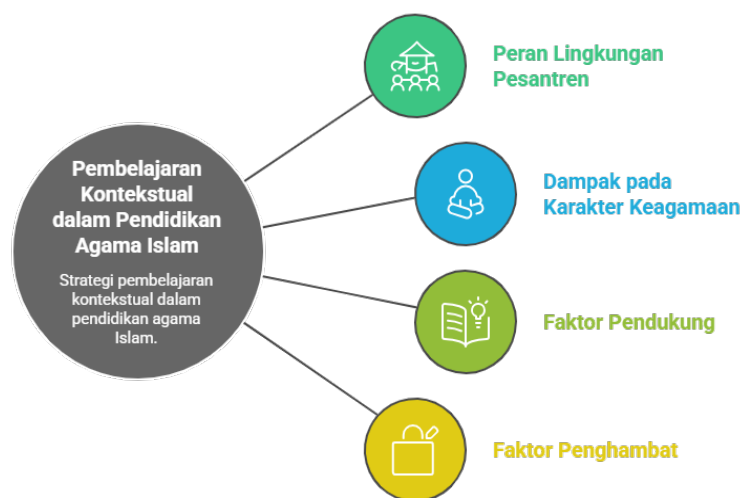 Pembelajaran
Kontekstual
dalam Pendidikan
Agama Islam
Strategi pembelajaran
kontekstual dalam
pendidikan agama
Islam.
Peran Lingkungan
Pesantren
Dampak pada
Karakter Keagamaan
Faktor Pendukung
Faktor Penghambat